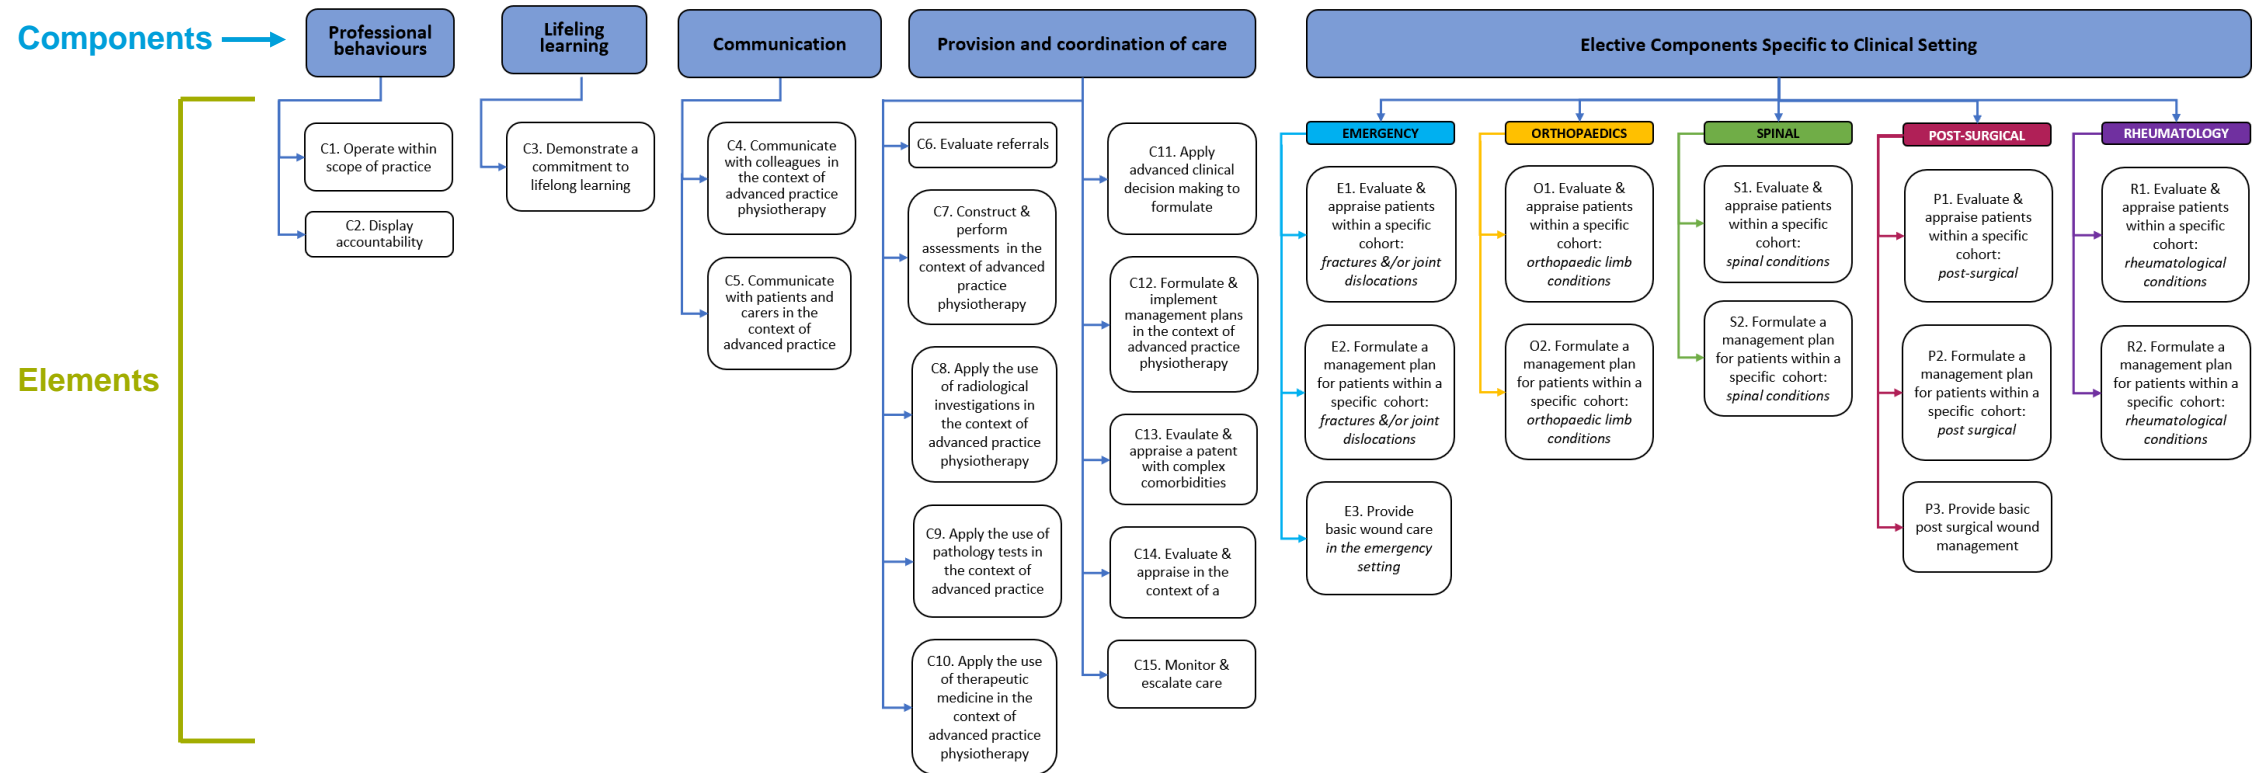 Components
Professional
behaviours
Lifeling
learning
Communication
Provision and coordination of care
Elective Components Specific to Clinical Setting
Elements
C1. Operate within
scope of practice
C2. Display
accountability
C3. Demonstrate a
commitment to
lifelong learning
C4. Communicate
with colleagues in
the context of
advanced practice
physiotherapy
C5. Communicate
with patients and
carers in the
context of
advanced practice
C6. Evaluate referrals
C7. Construct &
perform
assessments in the
context of advanced
practice
physiotherapy
C8. Apply the use
of radiological
investigations in
the context of
advanced practice
physiotherapy
C9. Apply the use of
pathology tests in
the context of
advanced practice
C10. Apply the use
of therapeutic
medicine in the
context of
advanced practice
physiotherapy
C11. Apply
advanced clinical
decision making to
formulate
C12. Formulate &
implement
management plans
in the context of
advanced practice
physiotherapy
C13. Evaulate &
appraise a patent
with complex
comorbidities
C14. Evaluate &
appraise in the
context of a
C15. Monitor &
escalate care
EMERGENCY
E1. Evaluate &
appraise patients
within a specific
cohort:
fractures &/or joint
dislocations
E2. Formulate a
management plan
for patients within a
specific cohort:
fractures &/or joint
dislocations
E3. Provide
basic wound care
in the emergency
setting
ORTHOPAEDICS
O1. Evaluate &
appraise patients
within a specific
cohort:
orthopaedic limb
conditions
O2. Formulate a
management plan
for patients within a
specific cohort:
orthopaedic limb
conditions
SPINAL
S1. Evaluate &
appraise patients
within a specific
cohort:
spinal conditions
S2. Formulate a
management plan
for patients within a
specific cohort:
spinal conditions
POST-SURGICAL
P1. Evaluate &
appraise patients
within a specific
cohort:
post-surgical
P2. Formulate a
management plan
for patients within a
specific cohort:
post surgical
P3. Provide basic
post surgical wound
management
RHEUMATOLOGY
R1. Evaluate &
appraise patients
within a specific
cohort:
rheumatological
conditions
R2. Formulate a
management plan
for patients within a
specific cohort:
rheumatological
conditions